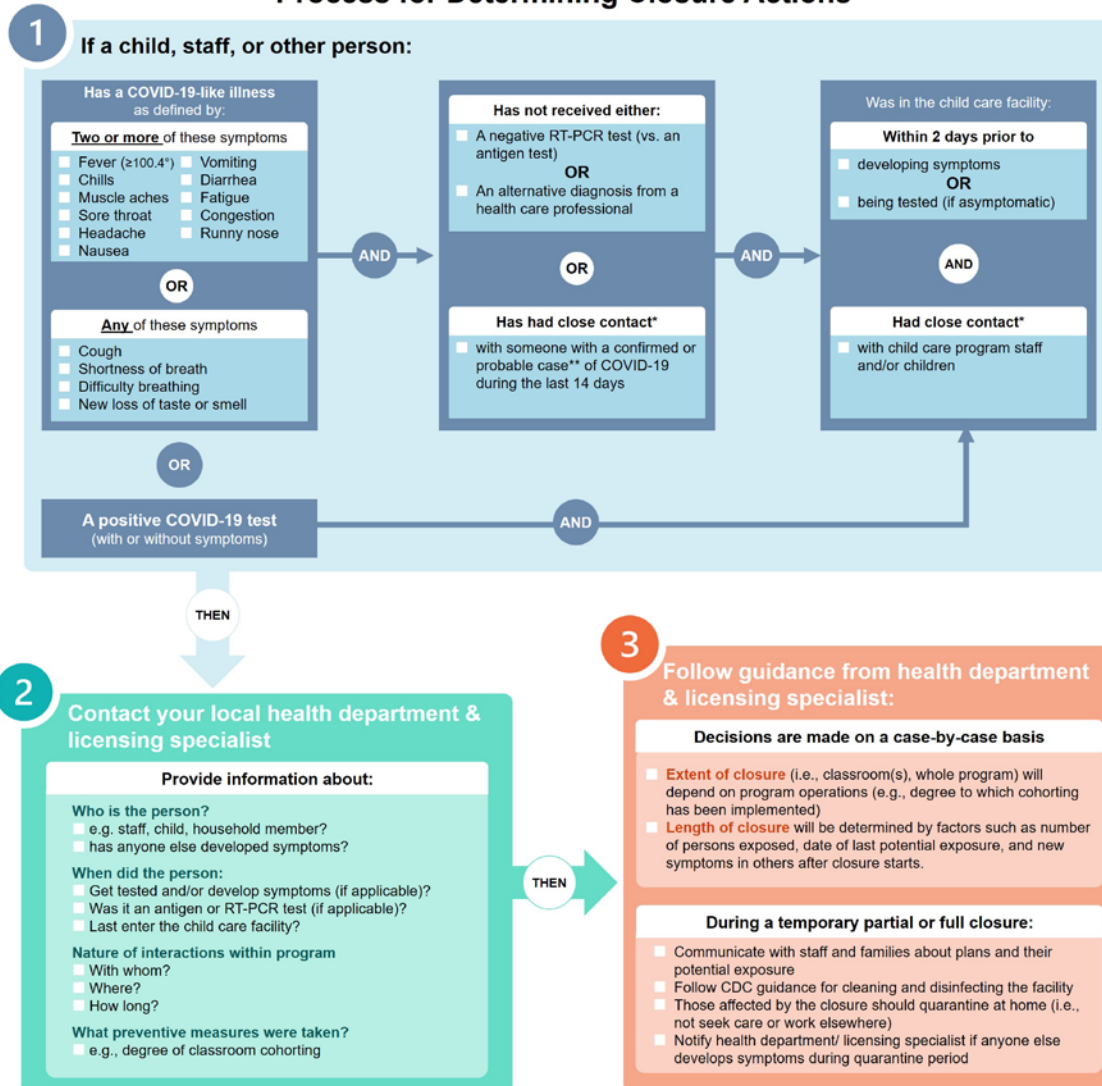 Process for Determining Closure Actions
1
If a child, staff, or other person:
Has a COVID-19-like illness
as defined by:
Two or more of these symptoms
Fever (≥100.4°)
Chills
Muscle aches
Sore throat
Headache
Nausea
Vomiting
Diarrhea
Fatigue
Congestion
Runny nose
OR
Any of these symptoms
Cough
Shortness of breath
Difficulty breathing
New loss of taste or smell
AND
Has not received either:
A negative RT-PCR test (vs. an
antigen test)
OR
An alternative diagnosis from a
health care professional
OR
Has had close contact*
with someone with a confirmed or
probable case** of COVID-19
during the last 14 days
AND
Was in the child care facility:
Within 2 days prior to
developing symptoms
OR
being tested (if asymptomatic)
AND
Had close contact*
with child care program staff
and/or children
OR
A positive COVID-19 test
(with or without symptoms)
AND
THEN
2
Contact your local health department &
licensing specialist
Provide information about:
Who is the person?
e.g. staff, child, household member?
has anyone else developed symptoms?
When did the person:
Get tested and/or develop symptoms (if applicable)?
Was it an antigen or RT-PCR test (if applicable)?
Last enter the child care facility?
Nature of interactions within program
With whom?
Where?
How long?
What preventive measures were taken?
e.g., degree of classroom cohorting
THEN
3
Follow guidance from health department
& licensing specialist:
Decisions are made on a case-by-case basis
Extent of closure (i.e., classroom(s), whole program) will
depend on program operations (e.g., degree to which cohorting
has been implemented)
Length of closure will be determined by factors such as number
of persons exposed, date of last potential exposure, and new
symptoms in others after closure starts.
During a temporary partial or full closure:
Communicate with staff and families about plans and their
potential exposure
Follow CDC guidance for cleaning and disinfecting the facility
Those affected by the closure should quarantine at home (i.e.,
not seek care or work elsewhere)
Notify health department/ licensing specialist if anyone else
develops symptoms during quarantine period